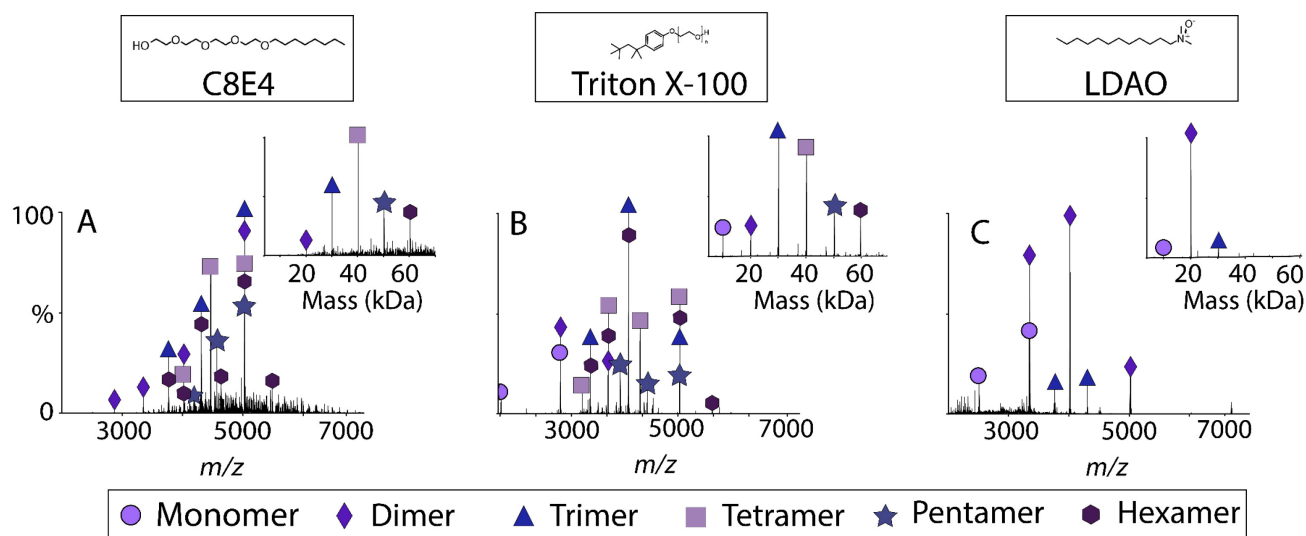 HO O O O O
C8E4
O O H n
Triton X-100
O- N+
LDAO
A
100
%
0
3000 5000 7000
m/z
20 40 60
Mass (kDa)
B
3000 5000 7000
m/z
20 40 60
Mass (kDa)
C
3000 5000 7000
m/z
20 40 60
Mass (kDa)
Monomer Dimer Trimer Tetramer Pentamer Hexamer